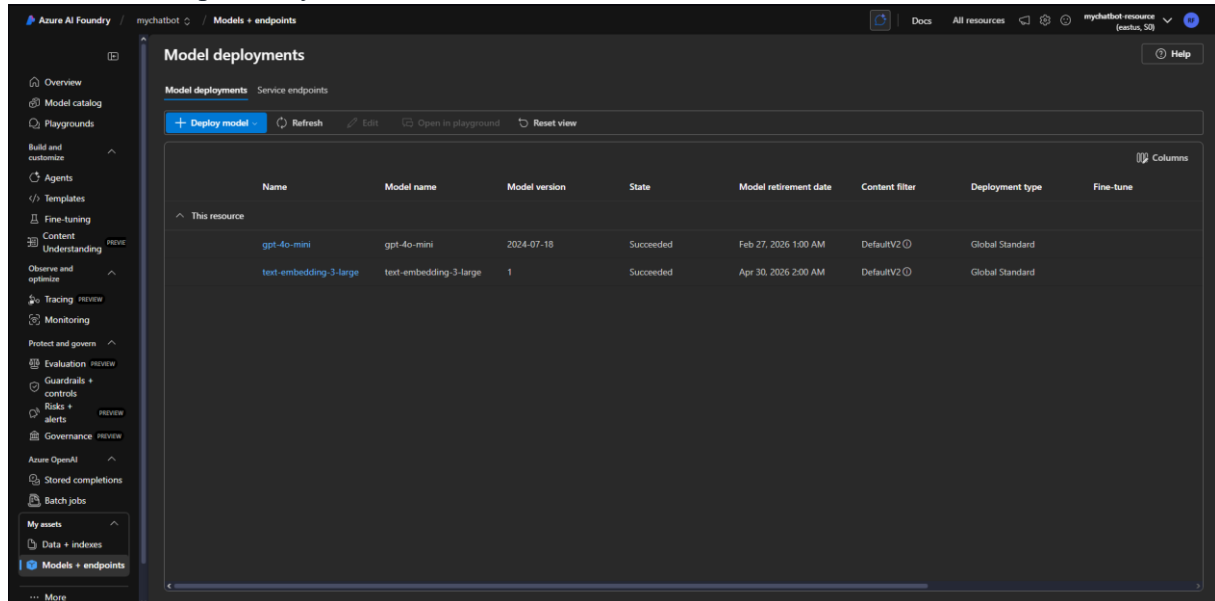 Azure AI Foundry / mychatbot / Models + endpoints
Docs All resources mychatbot-resource (eastus, S0) RF
Model deployments
Help
Model deployments Service endpoints
Deploy model Refresh Edit Open in playground Reset view
Columns
Name Model name Model version State Model retirement date Content filter Deployment type Fine-tune
This resource
gpt-4o-mini gpt-4o-mini 2024-07-18 Succeeded Feb 27, 2026 1:00 AM DefaultV2 Global Standard
text-embedding-3-large text-embedding-3-large 1 Succeeded Apr 30, 2026 2:00 AM DefaultV2 Global Standard
Overview
Model catalog
Playgrounds
Build and
customize
Agents
Templates
Fine-tuning
Content
Understanding PREVIE
Observe and
optimize
Tracing PREVIEW
Monitoring
Protect and govern
Evaluation PREVIEW
Guardrails +
controls
Risks +
alerts PREVIEW
Governance PREVIEW
Azure OpenAI
Stored completions
Batch jobs
My assets
Data + indexes
Models + endpoints
... More